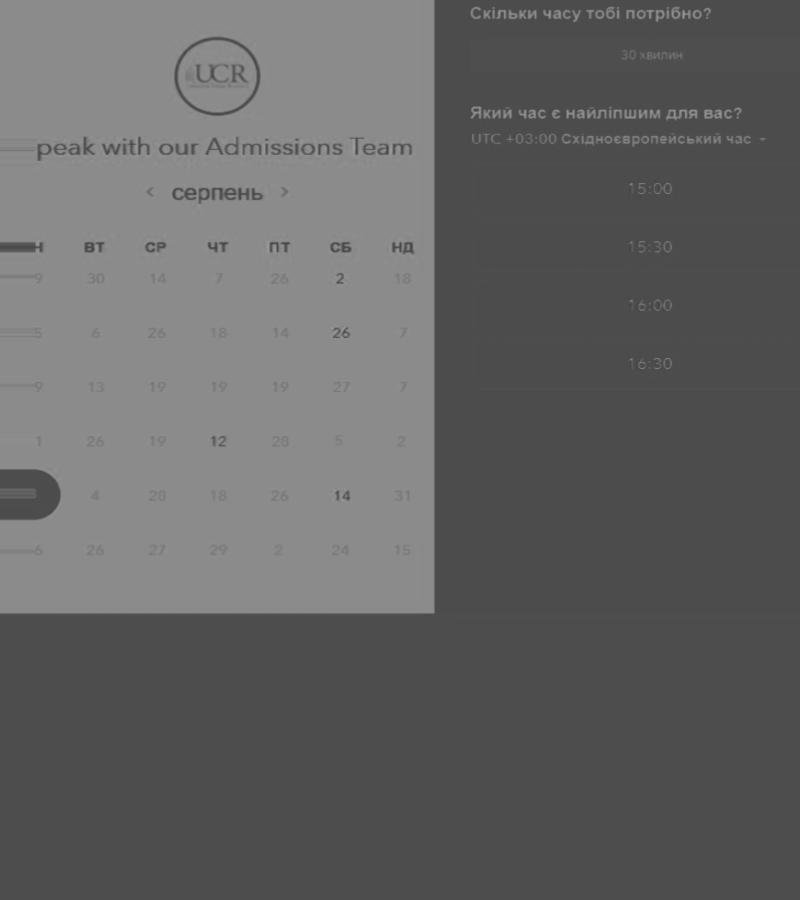 UCR
peak with our Admissions Team
< серпень >
Н ВТ СР ЧТ ПТ СБ НД
9 30 14 7 26 2 18
5 6 26 18 14 26 7
9 13 19 19 19 27 7
1 26 19 12 28 5 2
4 28 18 26 14 31
6 26 27 29 2 24 15
Скільки часу тобі потрібно?
30 хвилин
Який час є найліпшим для вас?
UTC +03:00 Східноєвропейський час
15:00
15:30
16:00
16:30